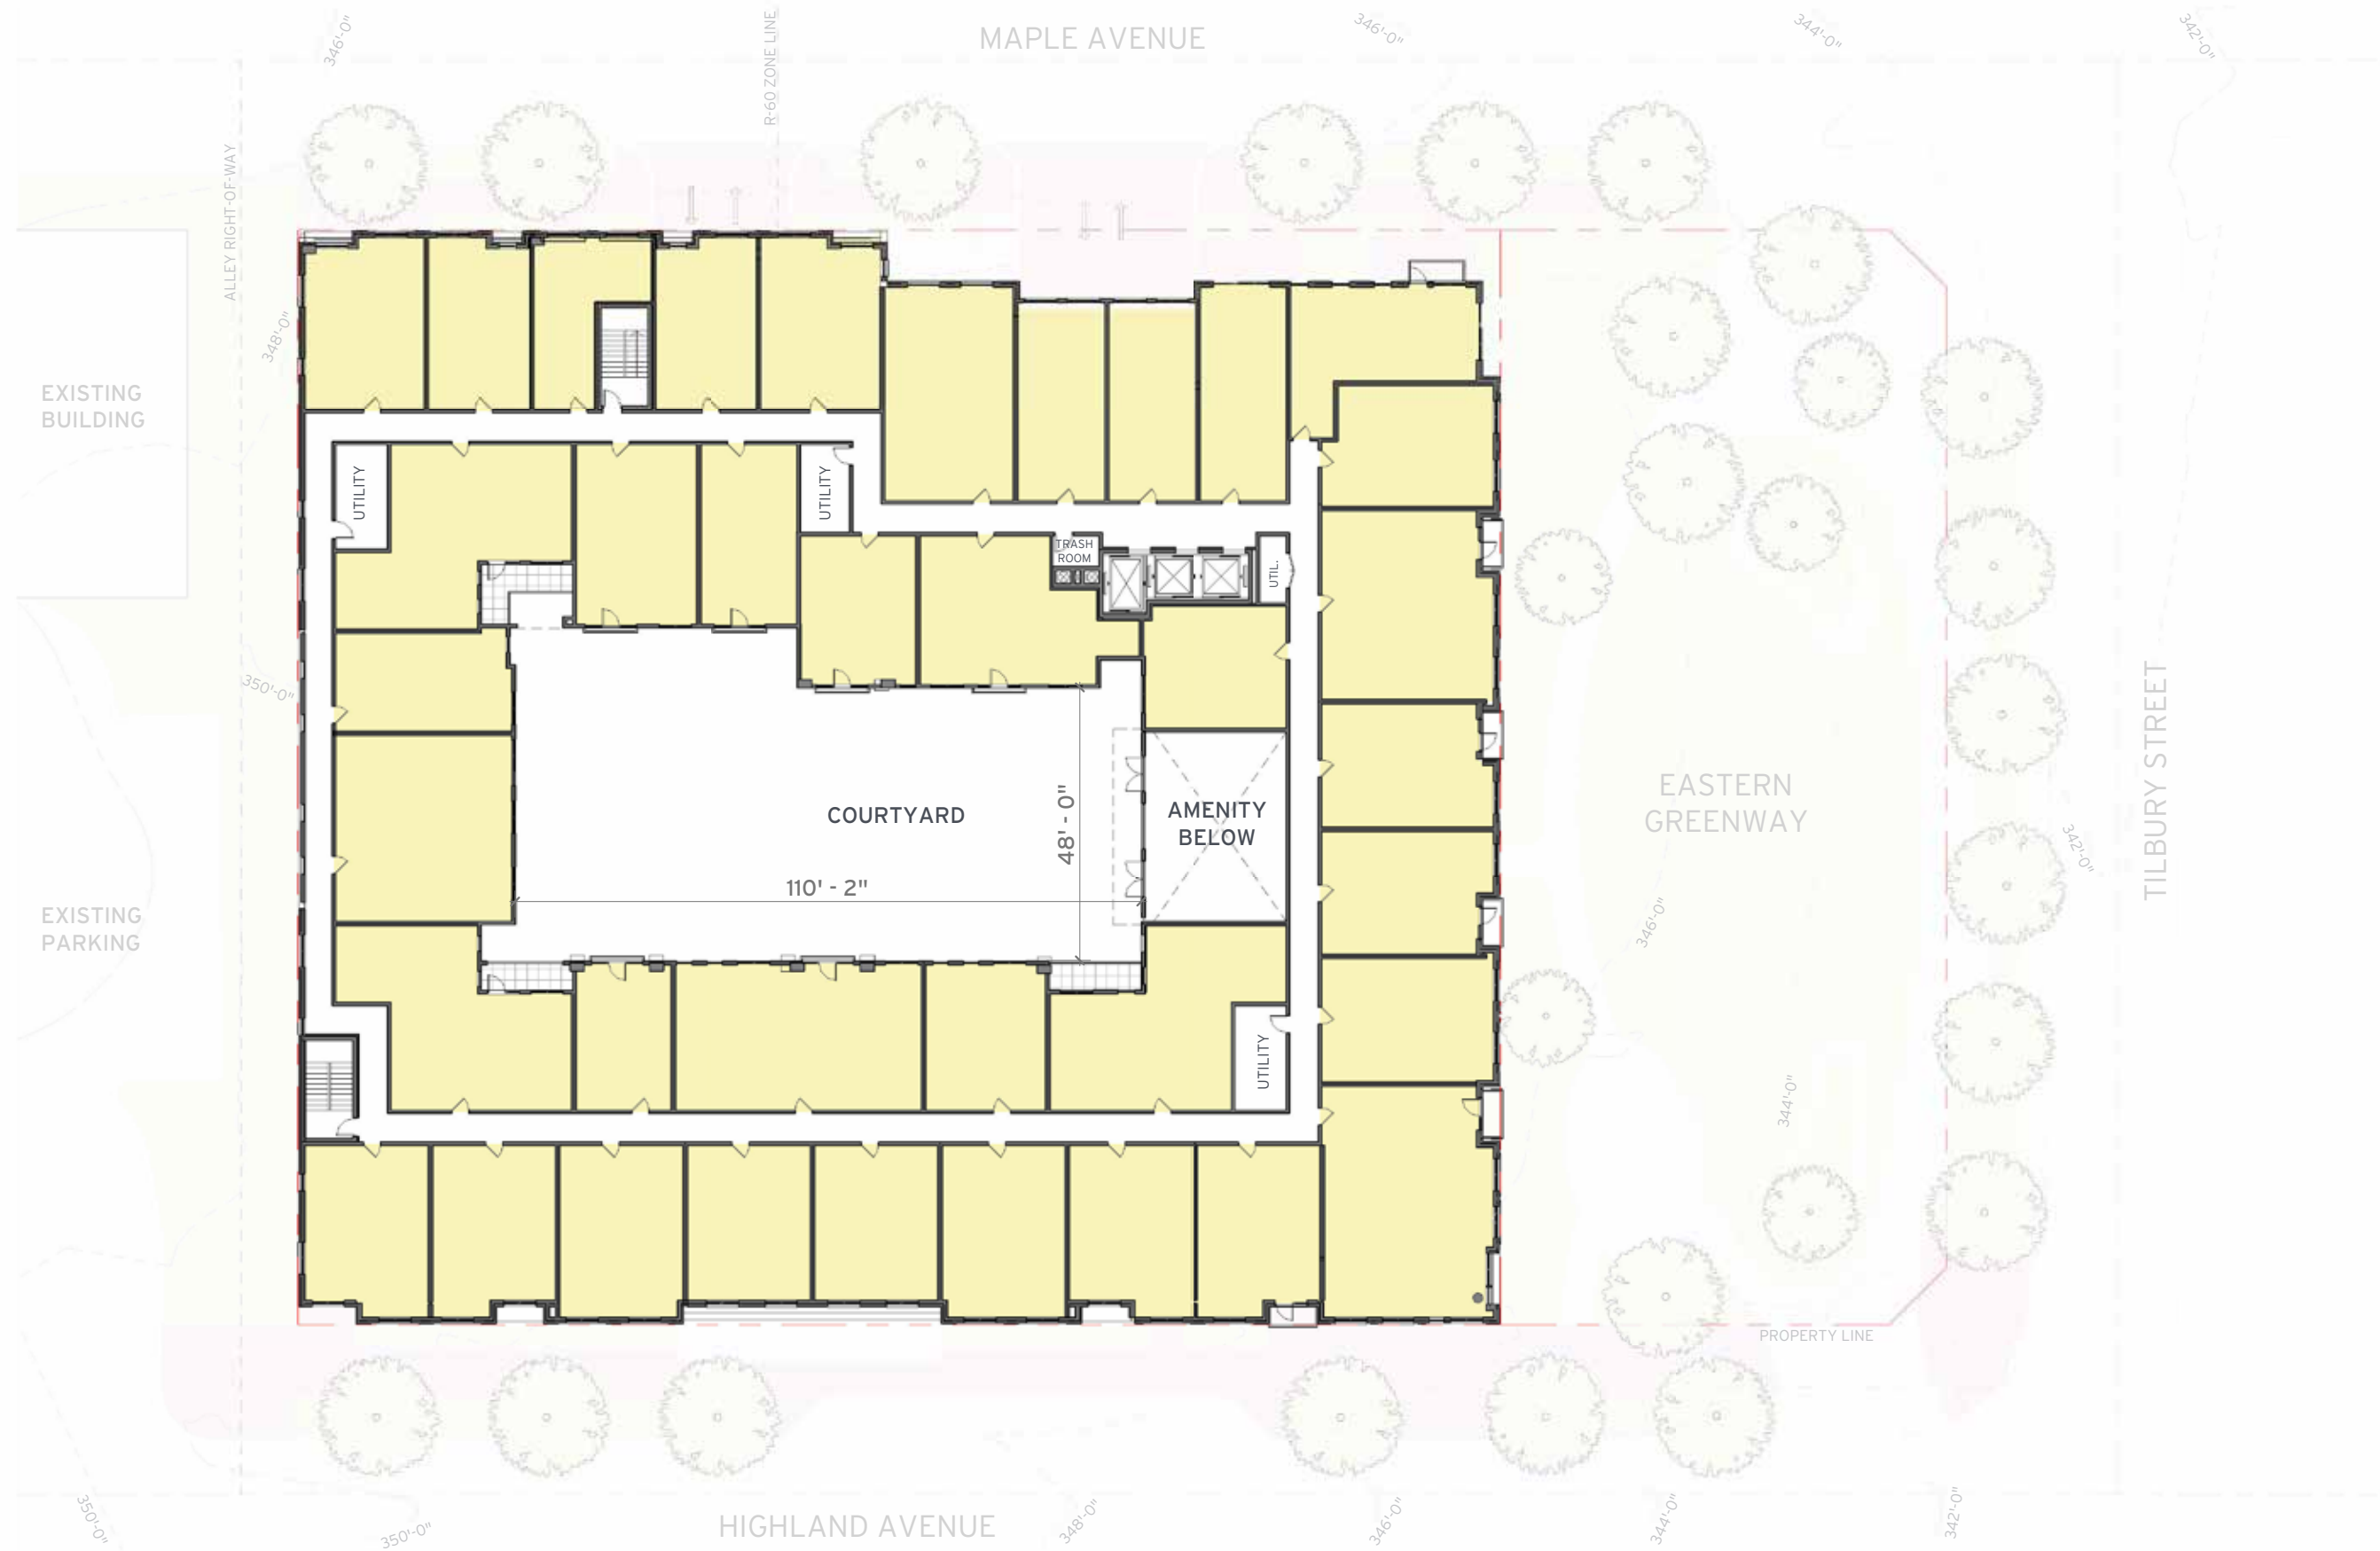 346'-0"
R-60 ZONE LINE
MAPLE AVENUE
346'-0"
344'-0"
342'-0"
ALLEY RIGHT-OF-WAY
348'-0"
EXISTING
BUILDING
UTILITY
UTILITY
TRASH
ROOM
UTIL.
350'-0"
EASTERN
GREENWAY
TILBURY STREET
COURTYARD
48' - 0"
AMENITY
BELOW
110' - 2"
342'-0"
EXISTING
PARKING
346'-0"
UTILITY
344'-0"
PROPERTY LINE
350'-0"
350'-0"
HIGHLAND AVENUE
348'-0"
346'-0"
344'-0"
342'-0"